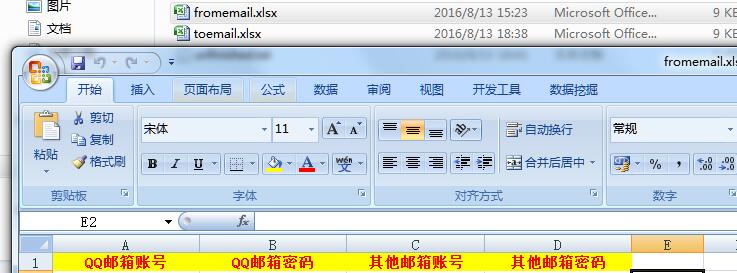 图片
fromemail.xlsx 2016/8/13 15:23 Microsoft Office... 9 KB
文档
toemail.xlsx 2016/8/13 18:38 Microsoft Office... 9 KB
fromemail.xls
开始 插入 页面布局 公式 数据 审阅 视图 开发工具 数据挖掘
剪切
宋体 11 A A 自动换行 常规
复制
粘贴
格式刷
B I U A wén 文 合并后居中 % , .00
剪贴板 字体 对齐方式 数字
E2 fx
A B C D E
1 QQ邮箱账号 QQ邮箱密码 其他邮箱账号 其他邮箱密码